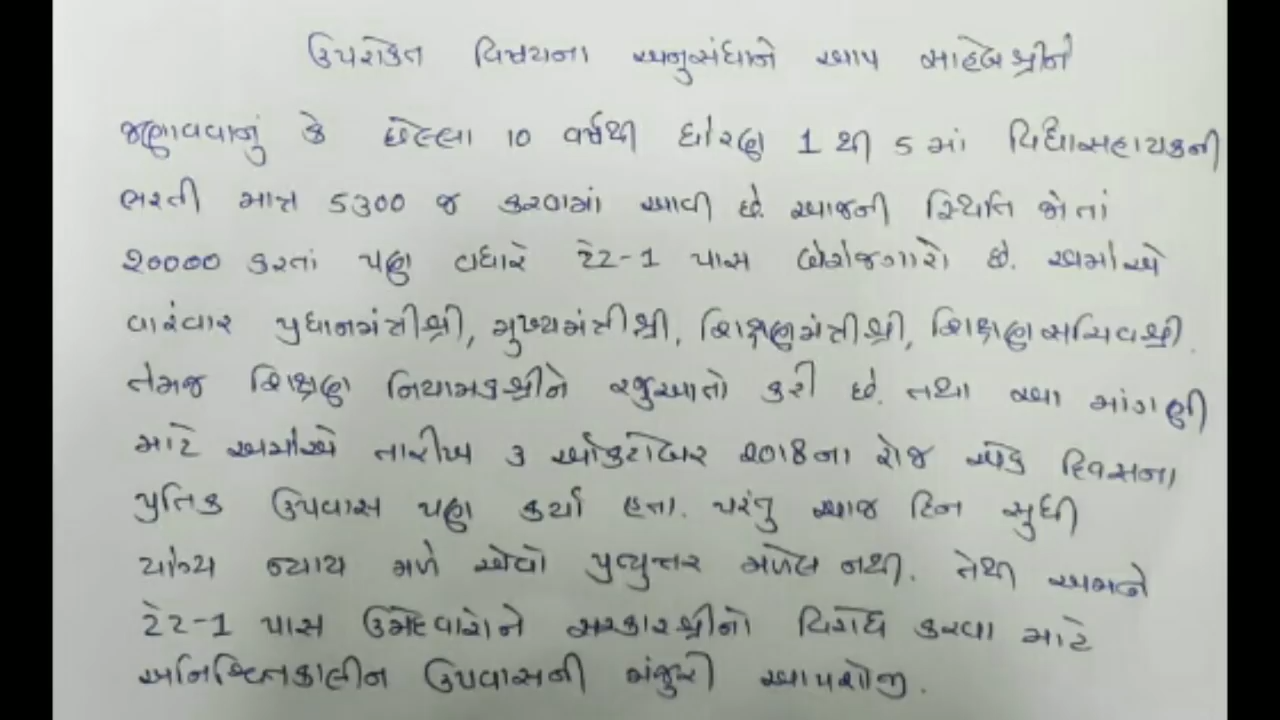 ઉપરોક્ત વિષયના અનુસંધાને આપ સાહેબશ્રીને
જણાવવાનું કે છેલ્લા 10 વર્ષથી ધોરણ 1 થી 5 માં વિદ્યાસહાયકની
ભરતી માત્ર 5300 જ કરવામાં આવી છે. આજની સ્થિતિ જોતાં
20000 કરતાં પણ વધારે ટેટ-1 પાસ બેરોજગારો છે. અમોએ
વારંવાર પ્રધાનમંત્રીશ્રી, મુખ્યમંત્રીશ્રી, શિક્ષણમંત્રીશ્રી, શિક્ષણસચિવશ્રી
તેમજ શિક્ષણ નિયામકશ્રીને રજુઆતો કરી છે. તથા આ માંગણી
માટે અમોએ તારીખ 3 ઓક્ટોબર 2018ના રોજ એક દિવસના
પ્રતિક ઉપવાસ પણ કર્યા હતા. પરંતુ આજ દિન સુધી
યોગ્ય ન્યાય મળે એવો પ્રત્યુત્તર મળેલ નથી. તેથી અમને
ટેટ-1 પાસ ઉમેદવારોને સરકારશ્રીનો વિરોધ કરવા માટે
અનિશ્ચિતકાલીન ઉપવાસની મંજુરી આપશોજી.